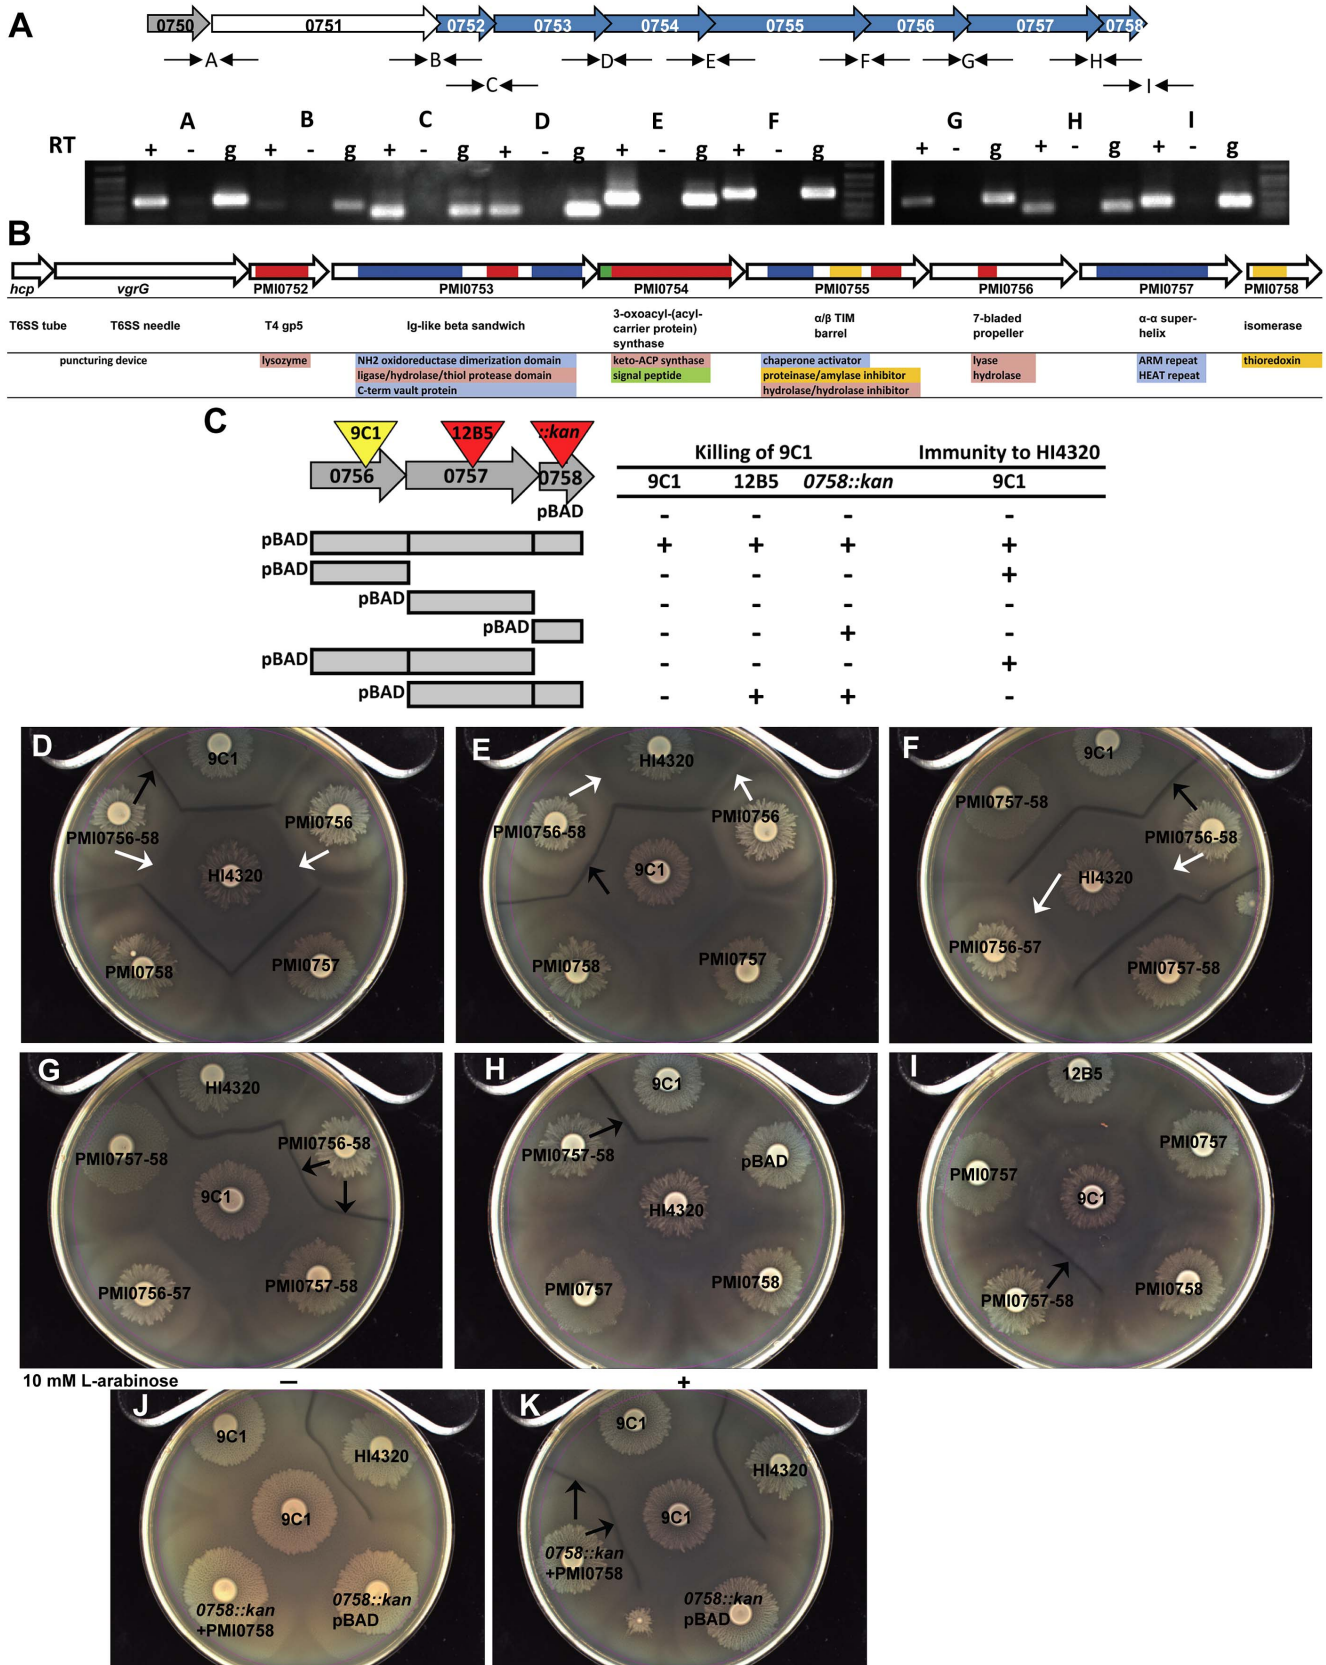 A
0750 0751 0752 0753 0754 0755 0756 0757 0758
A B D E F G H
C I
A B C D E F G H I
RT + - g + - g + - g + - g + - g + - g + - g + - g + - g
B
hcp vgrG PMI0752 PMI0753 PMI0754 PMI0755 PMI0756 PMI0757 PMI0758
T6SS tube T6SS needle T4 gp5 Ig-like beta sandwich 3-oxoacyl-(acyl- α/β TIM 7-bladed α-α super- isomerase
carrier protein) barrel propeller helix
synthase
puncturing device lysozyme NH2 oxidoreductase dimerization domain keto-ACP synthase chaperone activator lyase ARM repeat thioredoxin
ligase/hydrolase/thiol protease domain signal peptide proteinase/amylase inhibitor hydrolase HEAT repeat
C-term vault protein hydrolase/hydrolase inhibitor
C
9C1 12B5 ::kan
0756 0757 0758
Killing of 9C1 Immunity to HI4320
9C1 12B5 0758::kan 9C1
pBAD - - - -
pBAD + + + +
pBAD - - - +
pBAD - - - -
pBAD - - + -
pBAD - - - +
pBAD - + + -
D
9C1
PMI0756-58
PMI0756
HI4320
PMI0758
PMI0757
E
HI4320
PMI0756-58
PMI0756
9C1
PMI0758
PMI0757
F
9C1
PMI0757-58
PMI0756-58
HI4320
PMI0756-57
PMI0757-58
G
HI4320
PMI0757-58
PMI0756-58
9C1
PMI0756-57
PMI0757-58
H
9C1
PMI0757-58
pBAD
HI4320
PMI0757
PMI0758
I
12B5
PMI0757
PMI0757
9C1
PMI0757-58
PMI0758
10 mM L-arabinose — +
J
9C1
HI4320
9C1
0758::kan
+PMI0758
0758::kan
pBAD
K
9C1
HI4320
9C1
0758::kan
+PMI0758
0758::kan
pBAD